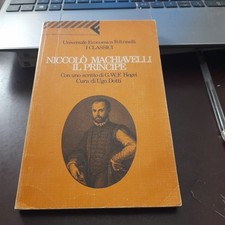 Universale Economica Feltrinelli
I CLASSICI
NICCOLÒ MACHIAVELLI
IL PRINCIPE
Con uno scritto di G.W.F. Hegel
Cura di Ugo Dotti